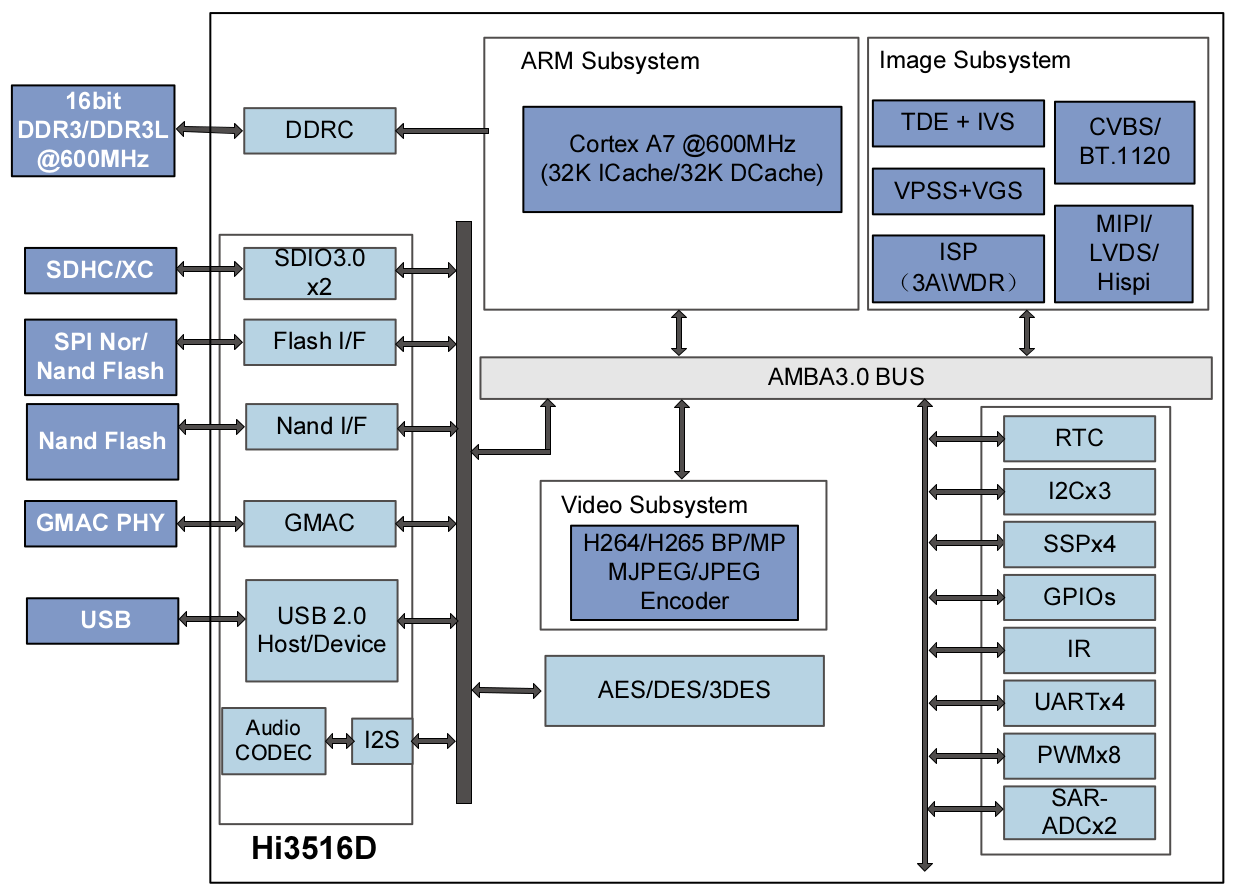 16bit
DDR3/DDR3L
@600MHz
DDRC
ARM Subsystem
Cortex A7 @600MHz
(32K ICache/32K DCache)
Image Subsystem
TDE + IVS
VPSS+VGS
ISP
（3A\WDR）
CVBS/
BT.1120
MIPI/
LVDS/
Hispi
SDHC/XC
SDIO3.0
x2
SPI Nor/
Nand Flash
Flash I/F
Nand Flash
Nand I/F
GMAC PHY
GMAC
USB
USB 2.0
Host/Device
Audio
CODEC
I2S
AMBA3.0 BUS
Video Subsystem
H264/H265 BP/MP
MJPEG/JPEG
Encoder
AES/DES/3DES
RTC
I2Cx3
SSPx4
GPIOs
IR
UARTx4
PWMx8
SAR-
ADCx2
Hi3516D